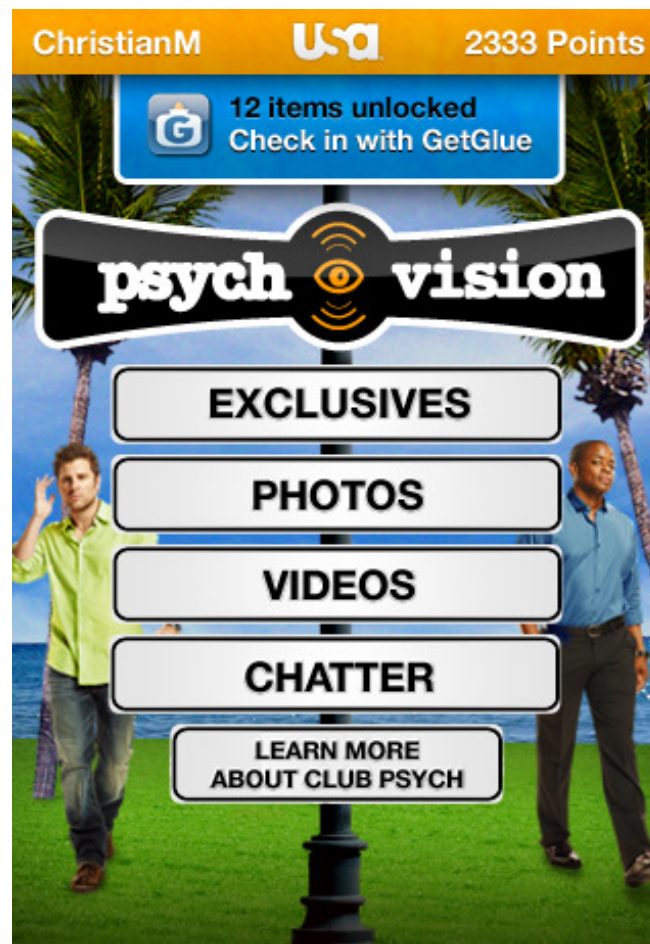 ChristianM
USA
2333 Points
12 items unlocked
Check in with GetGlue
psych vision
EXCLUSIVES
PHOTOS
VIDEOS
CHATTER
LEARN MORE
ABOUT CLUB PSYCH